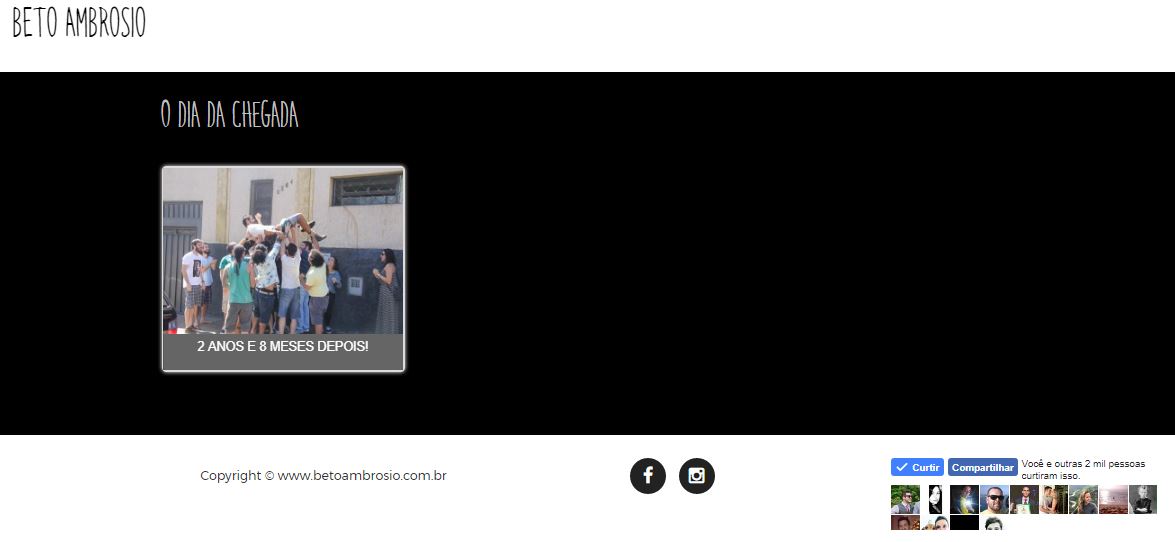 BETO AMBROSIO
O DIA DA CHEGADA
2 ANOS E 8 MESES DEPOIS!
Copyright © www.betoambrosio.com.br
Curtir
Compartilhar
Você e outras 2 mil pessoas
curtiram isso.